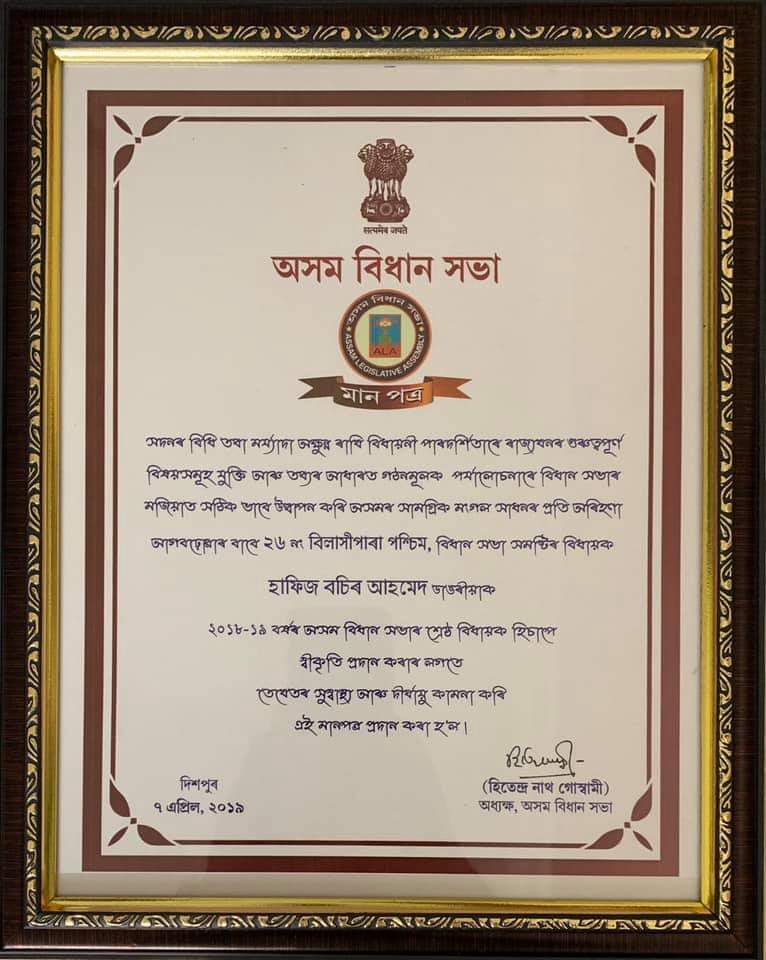 सत्यमेव जयते
অসম বিধান সভা
অসম বিধান সভা
ASSAM LEGISLATIVE ASSEMBLY
ALA
মান পত্ৰ
সদনৰ বিধি তথা মৰ্য্যাদা অক্ষুন্ন ৰাখি বিধায়নী পাৰদৰ্শিতাৰে ৰাজ্যখনৰ গুৰুত্বপূৰ্ণ
বিষয়সমূহ যুক্তি আৰু তথ্যৰ আধাৰত গঠনমূলক পৰ্যালোচনাৰে বিধান সভাৰ
মজিয়াত সঠিক ভাবে উত্থাপন কৰি অসমৰ সামগ্ৰিক মংগল সাধনৰ প্ৰতি অৰিহণা
আগবঢ়োৱাৰ বাবে ২৬ নং বিলাসীপাৰা পশ্চিম, বিধান সভা সমষ্টিৰ বিধায়ক
হাফিজ বচিৰ আহমেদ ডাঙৰীয়াক
২০১৮-১৯ বৰ্ষৰ অসম বিধান সভাৰ শ্ৰেষ্ঠ বিধায়ক হিচাপে
স্বীকৃতি প্ৰদান কৰাৰ লগতে
তেখেতৰ সুস্বাস্থ্য আৰু দীৰ্ঘায়ু কামনা কৰি
এই মানপত্ৰ প্ৰদান কৰা হ'ল।
দিশপুৰ
৭ এপ্ৰিল, ২০১৯
(হিতেন্দ্ৰ নাথ গোস্বামী)
অধ্যক্ষ, অসম বিধান সভা